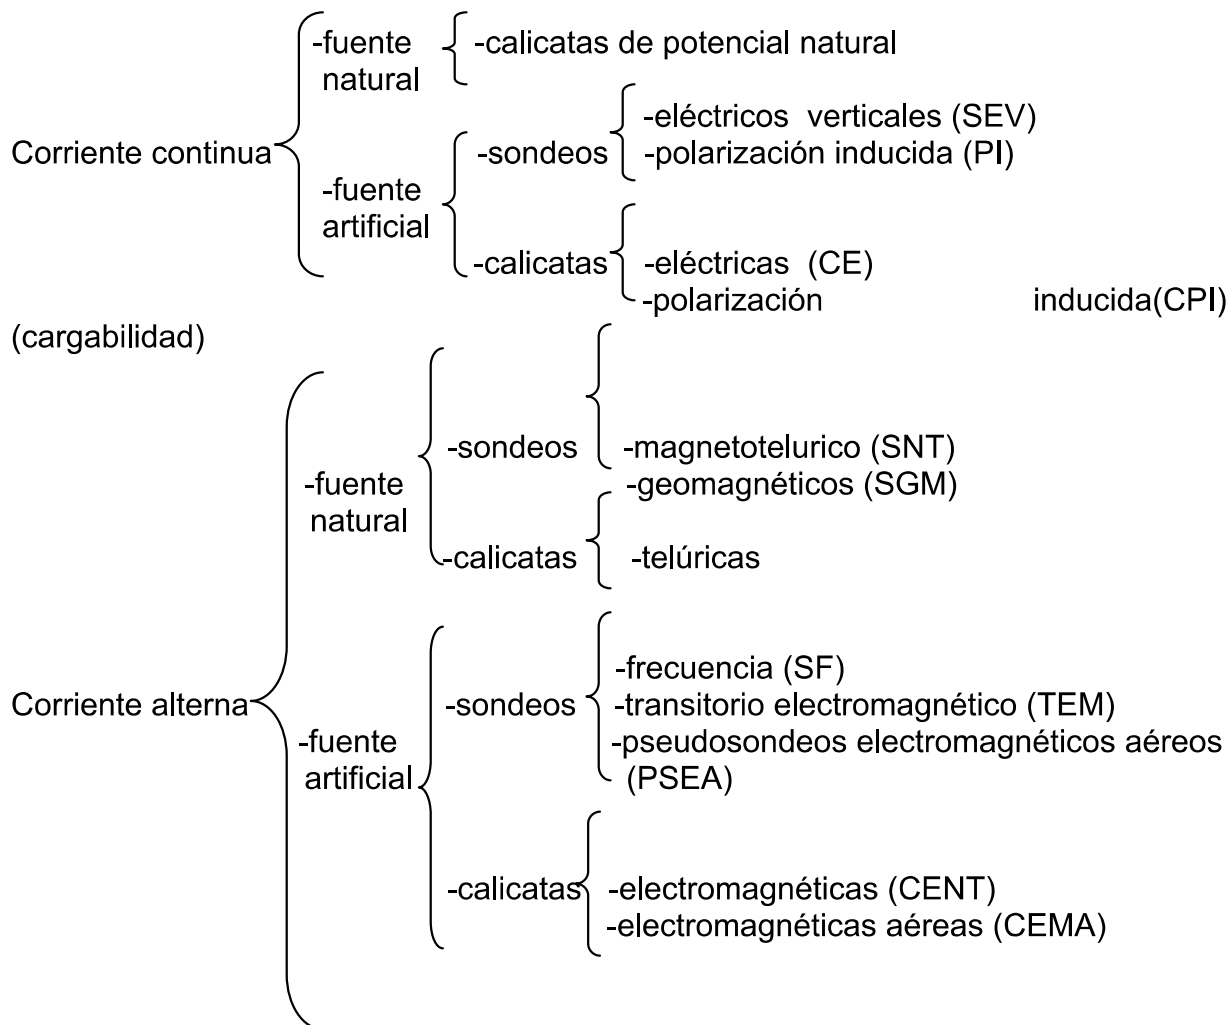 -fuente
natural
-calicatas de potencial natural
Corriente continua
-fuente
artificial
-sondeos
-eléctricos verticales (SEV)
-polarización inducida (PI)
-calicatas
-eléctricas (CE)
-polarización inducida(CPI)
(cargabilidad)
Corriente alterna
-fuente
natural
-sondeos
-magnetotelurico (SNT)
-geomagnéticos (SGM)
-calicatas
-telúricas
-fuente
artificial
-sondeos
-frecuencia (SF)
-transitorio electromagnético (TEM)
-pseudosondeos electromagnéticos aéreos
(PSEA)
-calicatas
-electromagnéticas (CENT)
-electromagnéticas aéreas (CEMA)